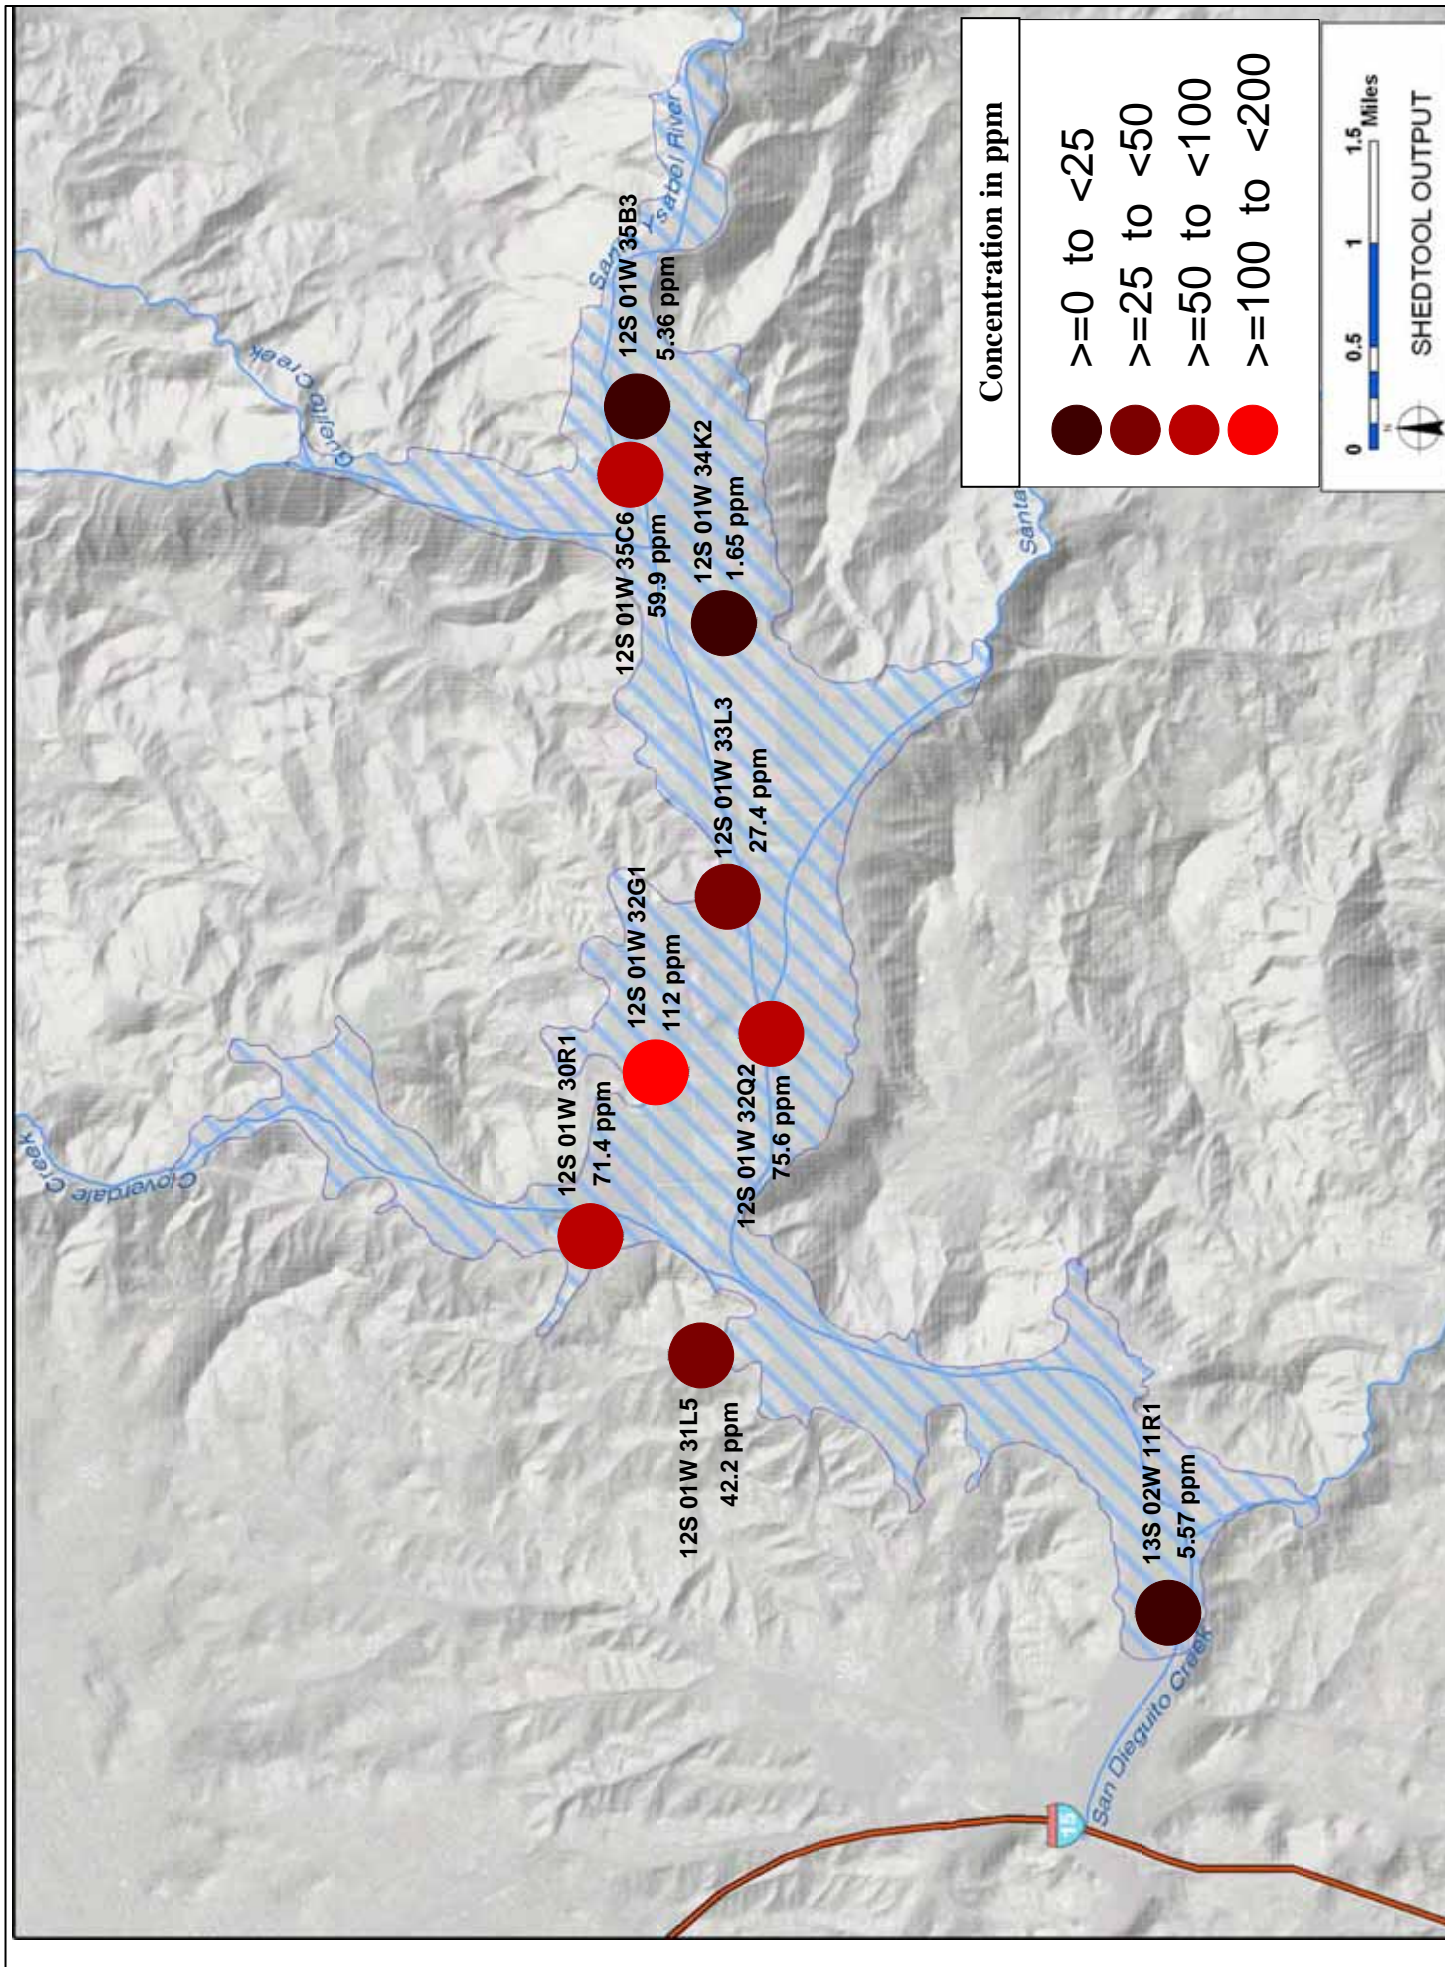 Cloverdale Creek
Guejito Creek
Santa Ysabel River
12S 01W 30R1
71.4 ppm
12S 01W 32G1
112 ppm
12S 01W 35C6
59.9 ppm
12S 01W 35B3
5.36 ppm
12S 01W 31L5
42.2 ppm
12S 01W 32Q2
75.6 ppm
12S 01W 33L3
27.4 ppm
12S 01W 34K2
1.65 ppm
Santa
13S 02W 11R1
5.57 ppm
San Dieguito Creek
15
Concentration in ppm
>=0 to <25
>=25 to <50
>=50 to <100
>=100 to <200
0 0.5 1 1.5
Miles
N
SHEDTOOL OUTPUT